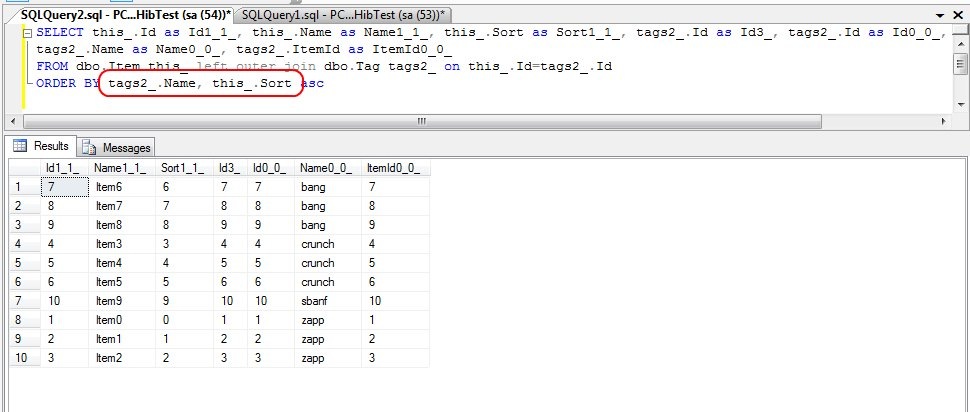 SQLQuery2.sql - PC...HibTest (sa (54))* SQLQuery1.sql - PC...HibTest (sa (53))*
SELECT this_.Id as Id1_1_, this_.Name as Name1_1_, this_.Sort as Sort1_1_, tags2_.Id as Id3_, tags2_.Id as Id0_0_,
tags2_.Name as Name0_0_, tags2_.ItemId as ItemId0_0_
FROM dbo.Item this_ left outer join dbo.Tag tags2_ on this_.Id=tags2_.Id
ORDER BY tags2_.Name, this_.Sort asc
Results Messages
Id1_1_ Name1_1_ Sort1_1_ Id3_ Id0_0_ Name0_0_ ItemId0_0_
1 7 Item6 6 7 7 bang 7
2 8 Item7 7 8 8 bang 8
3 9 Item8 8 9 9 bang 9
4 4 Item3 3 4 4 crunch 4
5 5 Item4 4 5 5 crunch 5
6 6 Item5 5 6 6 crunch 6
7 10 Item9 9 10 10 sbanf 10
8 1 Item0 0 1 1 zapp 1
9 2 Item1 1 2 2 zapp 2
10 3 Item2 2 3 3 zapp 3